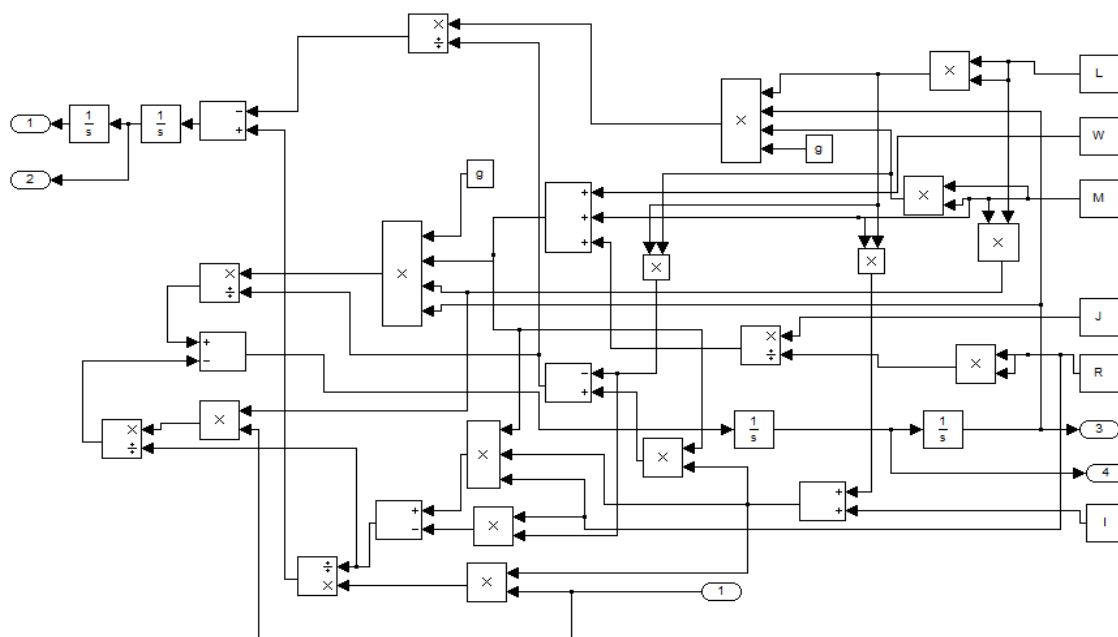 × ÷
L
×
1
1 s
1 s
− +
×
g
W
2
g
+ + +
×
M
×
×
×
×
× ÷
J
+ −
× ÷
×
R
− +
×
× ÷
×
1 s
1 s
3
×
4
+ −
×
+ +
I
÷ ×
×
1